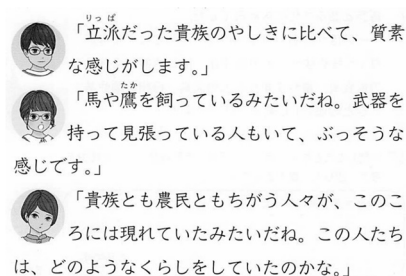 「立派だった貴族のやしきに比べて、質素
な感じがします。」
「馬や鷹を飼っているみたいだね。武器を
持って見張っている人もいて、ぶっそうな
感じです。」
「貴族とも農民ともちがう人々が、このこ
ろには現れていたみたいだね。この人たち
は、どのようなくらしをしていたのかな。」